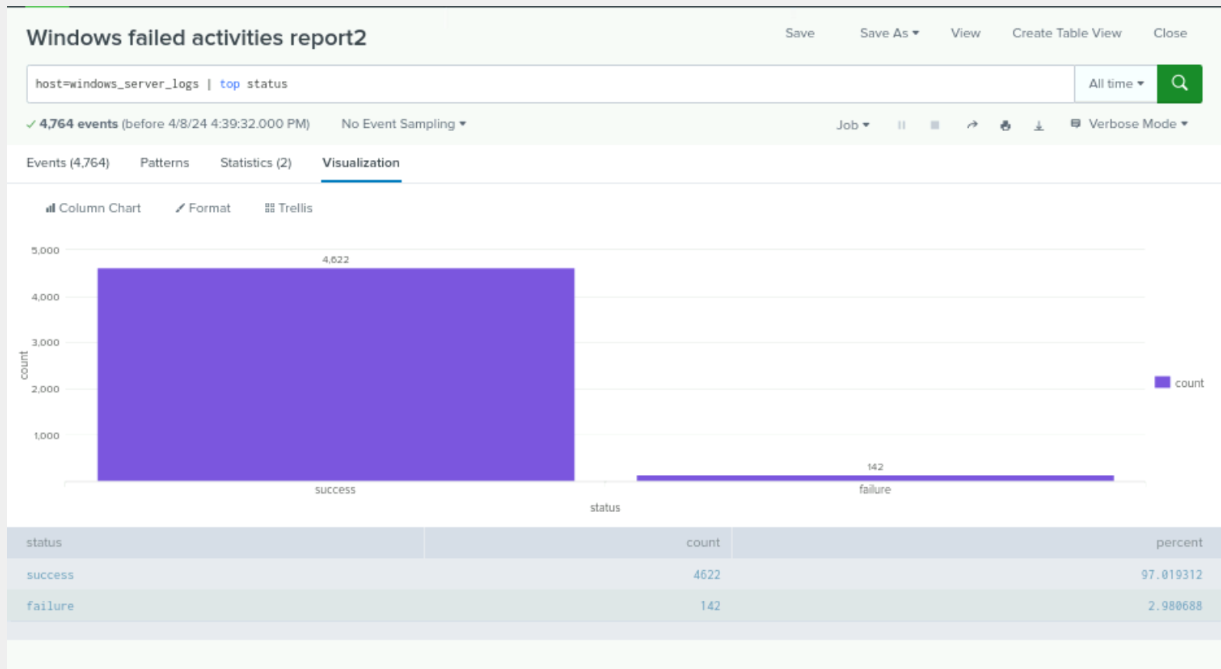 Windows failed activities report2
Save Save As View Create Table View Close
host=windows_server_logs | top status
All time
4,764 events (before 4/8/24 4:39:32.000 PM) No Event Sampling
Job Verbose Mode
Events (4,764) Patterns Statistics (2) Visualization
Column Chart Format Trellis
5,000
4,622
4,000
3,000
count
2,000
count
1,000
142
success failure
status
status count percent
success 4622 97.019312
failure 142 2.980688